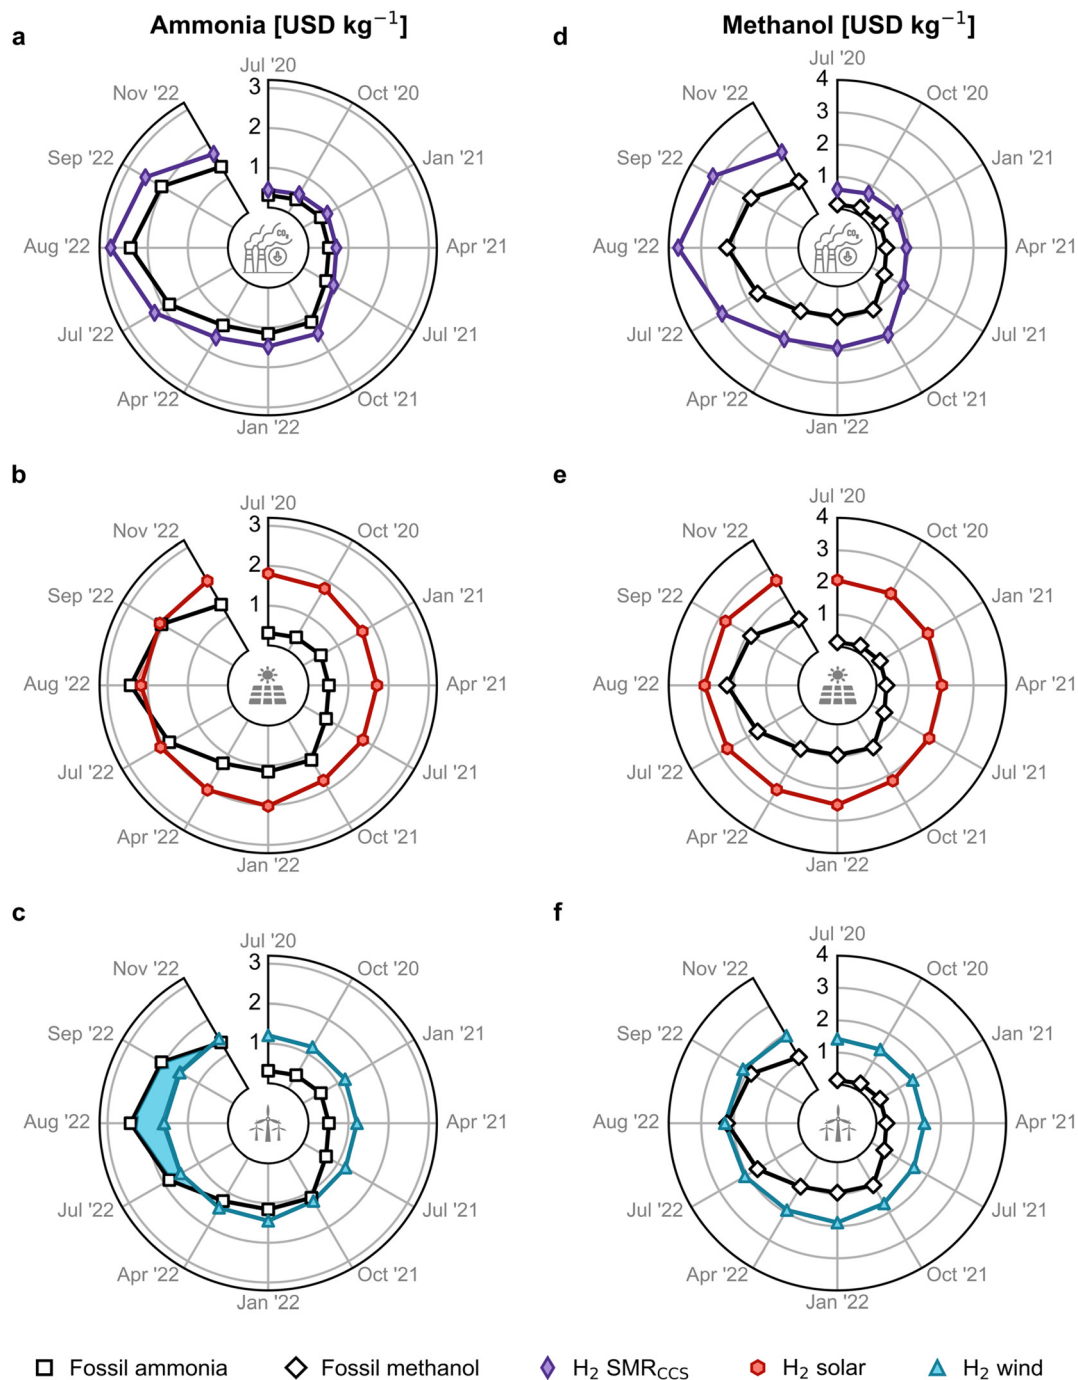 Ammonia [USD kg⁻¹]
Methanol [USD kg⁻¹]
a
Jul '20
Oct '20
Jan '21
Apr '21
Jul '21
Oct '21
Jan '22
Apr '22
Jul '22
Aug '22
Sep '22
Nov '22
3
2
1
CO₂
d
Jul '20
Oct '20
Jan '21
Apr '21
Jul '21
Oct '21
Jan '22
Apr '22
Jul '22
Aug '22
Sep '22
Nov '22
4
3
2
1
CO₂
b
Jul '20
Oct '20
Jan '21
Apr '21
Jul '21
Oct '21
Jan '22
Apr '22
Jul '22
Aug '22
Sep '22
Nov '22
3
2
1
e
Jul '20
Oct '20
Jan '21
Apr '21
Jul '21
Oct '21
Jan '22
Apr '22
Jul '22
Aug '22
Sep '22
Nov '22
4
3
2
1
c
Jul '20
Oct '20
Jan '21
Apr '21
Jul '21
Oct '21
Jan '22
Apr '22
Jul '22
Aug '22
Sep '22
Nov '22
3
2
1
f
Jul '20
Oct '20
Jan '21
Apr '21
Jul '21
Oct '21
Jan '22
Apr '22
Jul '22
Aug '22
Sep '22
Nov '22
4
3
2
1
Fossil ammonia
Fossil methanol
H₂ SMR_CCS
H₂ solar
H₂ wind